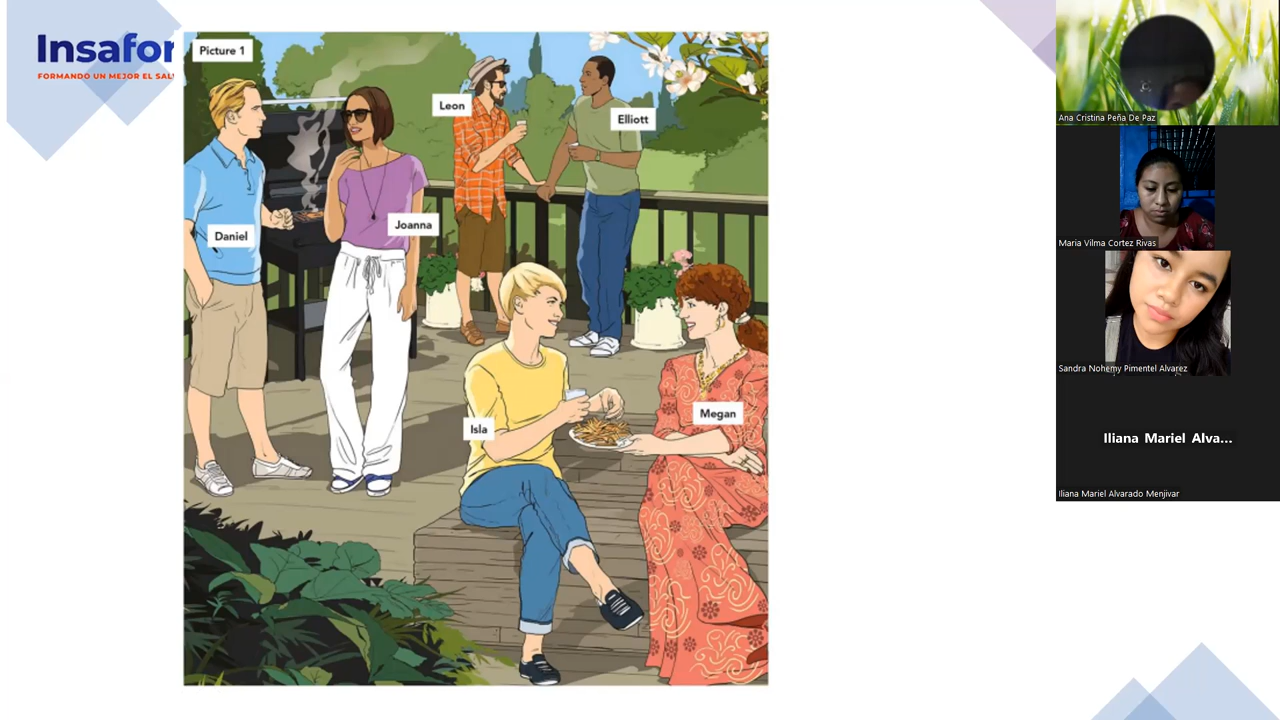 Insafor
FORMANDO UN MEJOR EL SAL
Picture 1
Leon
Elliott
Daniel
Joanna
Isla
Megan
Ana Cristina Peña De Paz
Maria Vilma Cortez Rivas
Sandra Nohemy Pimentel Alvarez
Iliana Mariel Alva...
Iliana Mariel Alvarado Menjivar